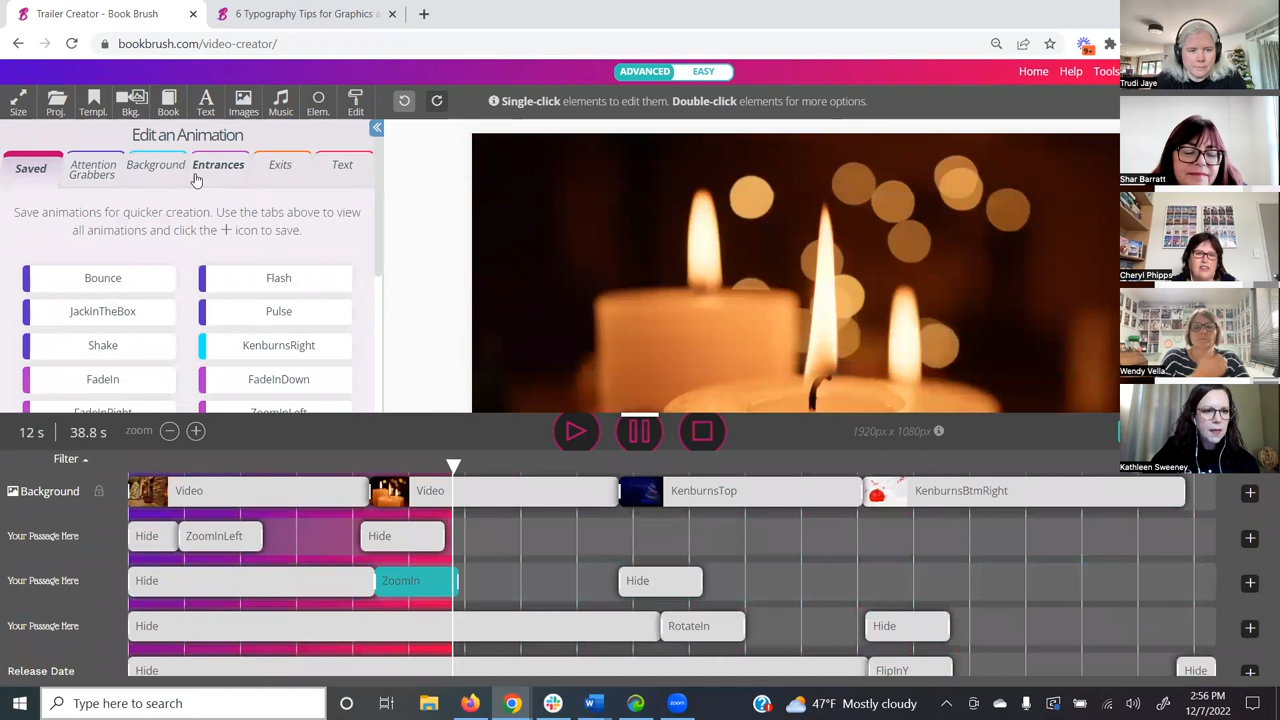 Trailer Creator - Book Brush
6 Typography Tips for Graphics a
bookbrush.com/video-creator/
9+
ADVANCED EASY
Home Help Tools
Size Proj. Templ. Bkg. Book Text Images Music Elem. Edit
Single-click elements to edit them. Double-click elements for more options.
Edit an Animation
Saved
Attention Grabbers
Background
Entrances
Exits
Text
Save animations for quicker creation. Use the tabs above to view
all animations and click the + icon to save.
Bounce Flash
JackInTheBox Pulse
Shake KenburnsRight
FadeIn FadeInDown
FadeInRight ZoomInLeft
12 s 38.8 s zoom
1920px x 1080px
Filter
Background Video Video KenburnsTop KenburnsBtmRight
Your Passage Here Hide ZoomInLeft Hide
Your Passage Here Hide ZoomIn Hide
Your Passage Here Hide RotateIn Hide
Release Date Hide FlipInY Hide
Trudi Jaye
Shar Barratt
Cheryl Phipps
Wendy Vella
Kathleen Sweeney
Type here to search
47°F Mostly cloudy
2:56 PM
12/7/2022